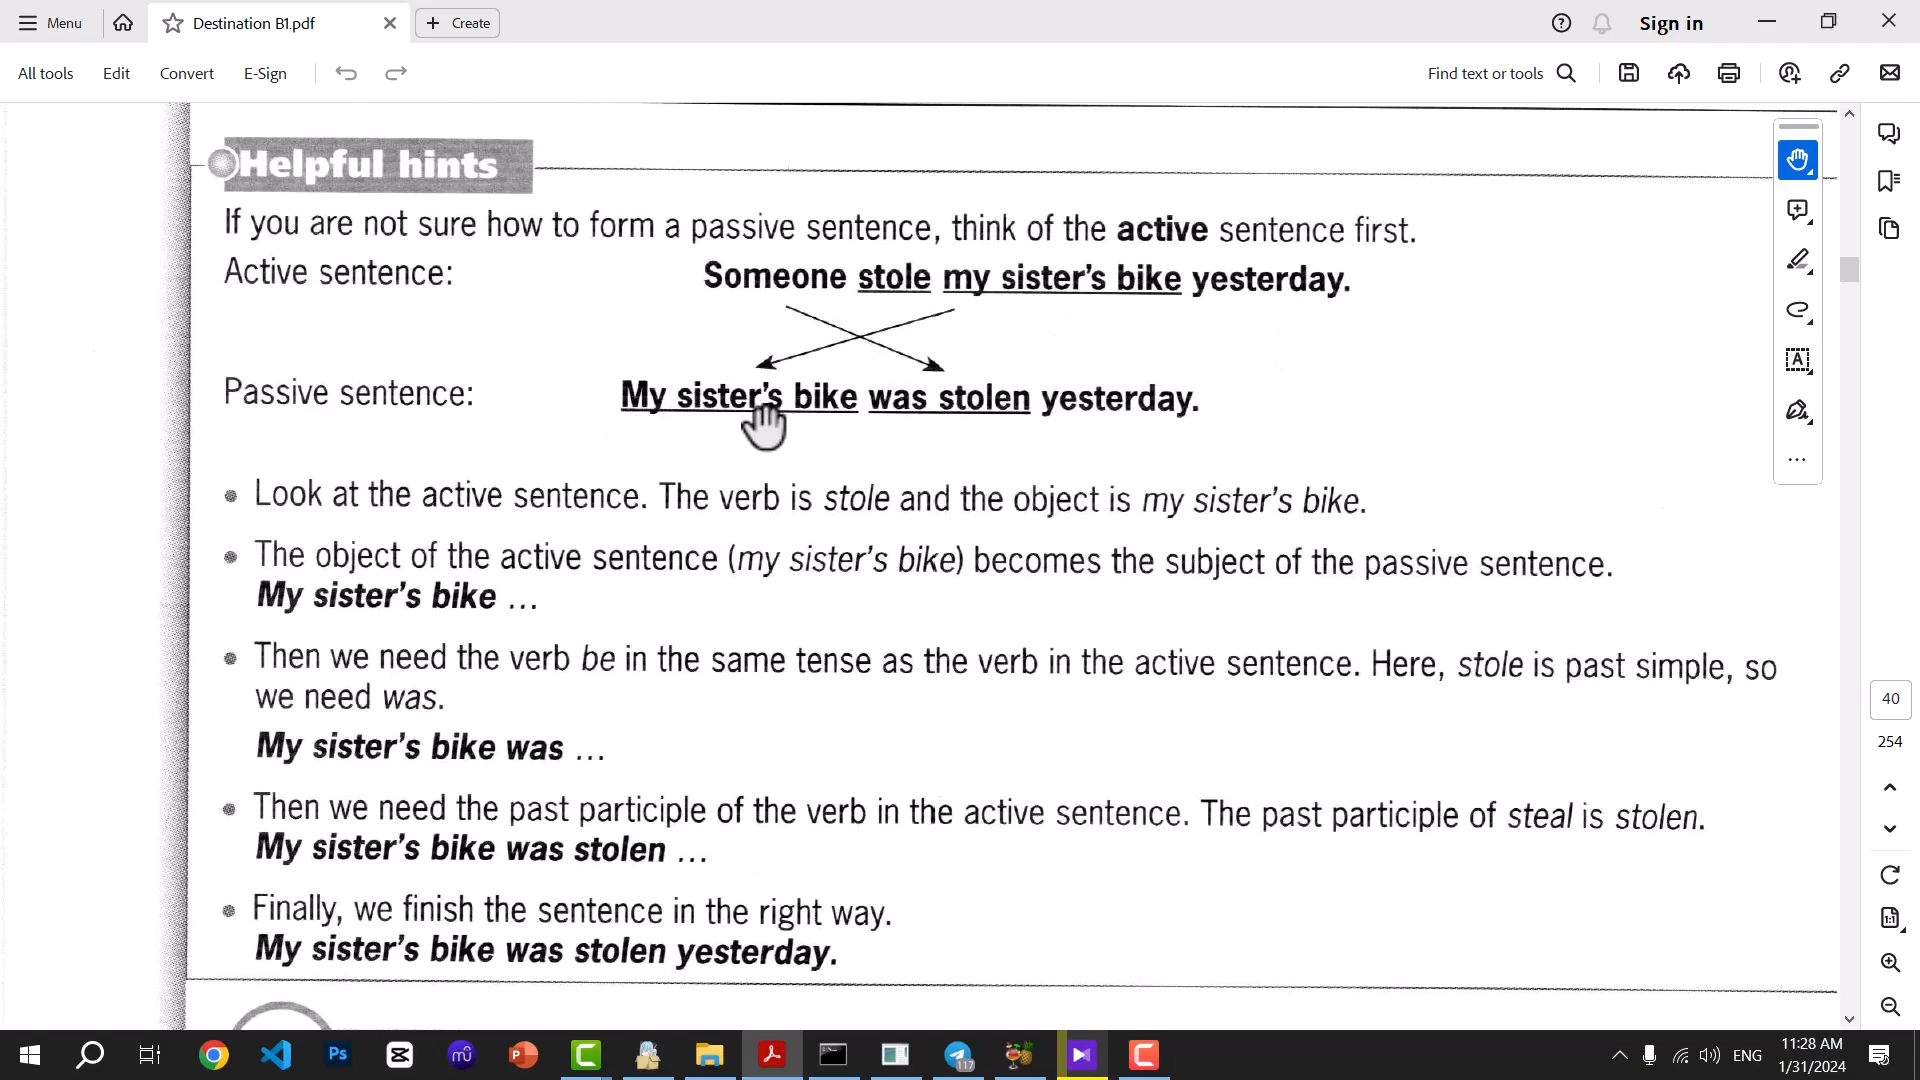 Menu
Destination B1.pdf
Create
Sign in
All tools
Edit
Convert
E-Sign
Find text or tools
Helpful hints
If you are not sure how to form a passive sentence, think of the active sentence first.
Active sentence: Someone stole my sister's bike yesterday.
Passive sentence: My sister's bike was stolen yesterday.
Look at the active sentence. The verb is stole and the object is my sister's bike.
The object of the active sentence (my sister's bike) becomes the subject of the passive sentence.
My sister's bike ...
Then we need the verb be in the same tense as the verb in the active sentence. Here, stole is past simple, so
we need was.
My sister's bike was ...
Then we need the past participle of the verb in the active sentence. The past participle of steal is stolen.
My sister's bike was stolen ...
Finally, we finish the sentence in the right way.
My sister's bike was stolen yesterday.
40
254
1:1
Ps
117
ENG
11:28 AM
1/31/2024